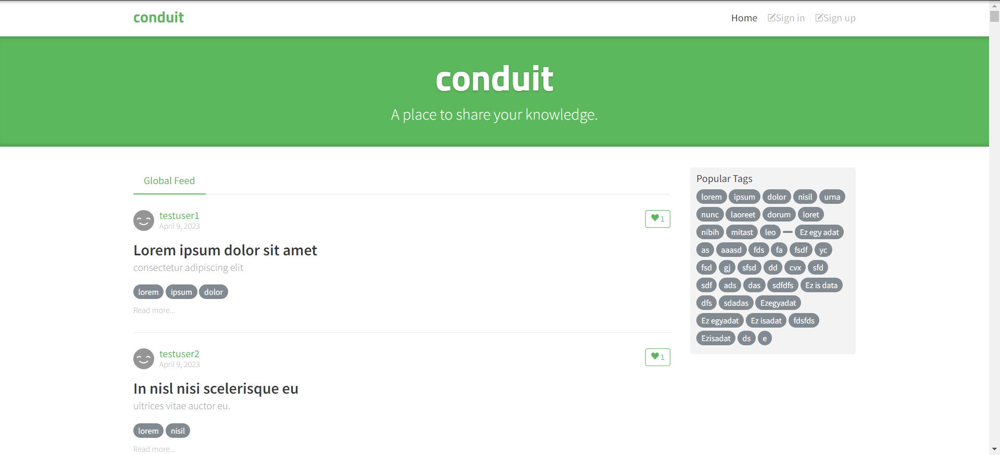 conduit
Home Sign in Sign up
conduit
A place to share your knowledge.
Global Feed
testuser1
April 9, 2023
1
Lorem ipsum dolor sit amet
consectetur adipiscing elit
lorem ipsum dolor
Read more...
testuser2
April 9, 2023
1
In nisl nisi scelerisque eu
ultrices vitae auctor eu.
lorem nisil
Read more...
Popular Tags
lorem ipsum dolor nisil urna
nunc laoreet dorum loret
nibih mitast leo Ez egy adat
as aaasd fds fa fsdf yc
fsd gj sfsd dd cvx sfd
sdf ads das sdfdfs Ez is data
dfs sdadas Ezegyadat
Ez egyadat Ez isadat fdsfds
Ezisadat ds e